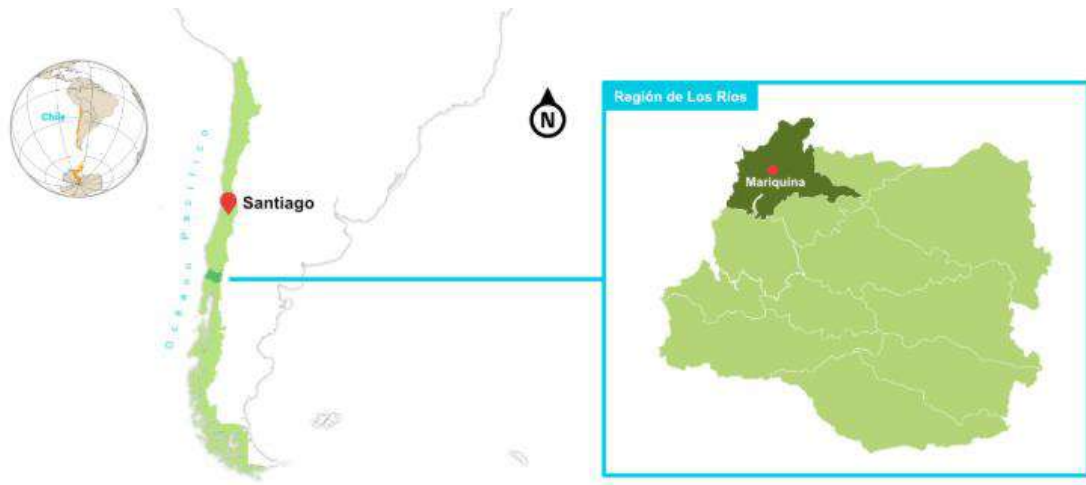 Chile
Océano Pacífico
Santiago
N
Región de Los Ríos
Mariquina